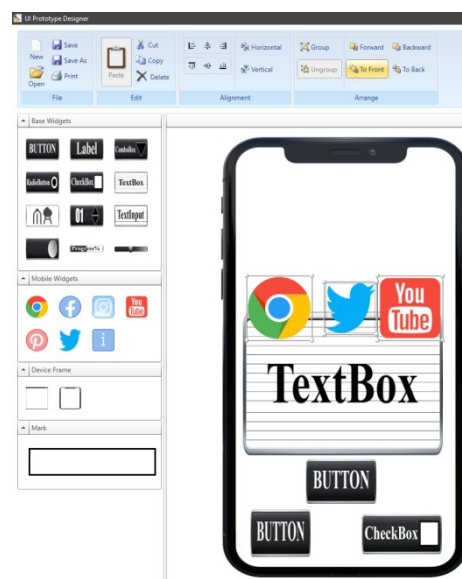 UI Prototype Designer
New
Save
Save As
Open
Print
File
Paste
Cut
Copy
Delete
Edit
Horizontal
Vertical
Alignment
Group
Ungroup
Forward
Backward
To Front
To Back
Arrange
Base Widgets
BUTTON
Label
ComboBox
RadioButton
CheckBox
TextBox
01
TextInput
Progress%
Mobile Widgets
You
Tube
i
Device Frame
Mark
You
Tube
TextBox
BUTTON
BUTTON
CheckBox